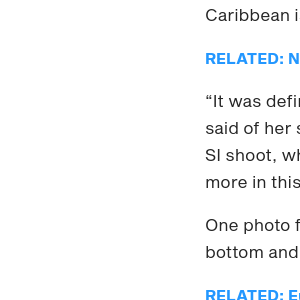 Caribbean i
RELATED: N
“It was defi
said of her s
SI shoot, wh
more in this
One photo f
bottom and
RELATED: E